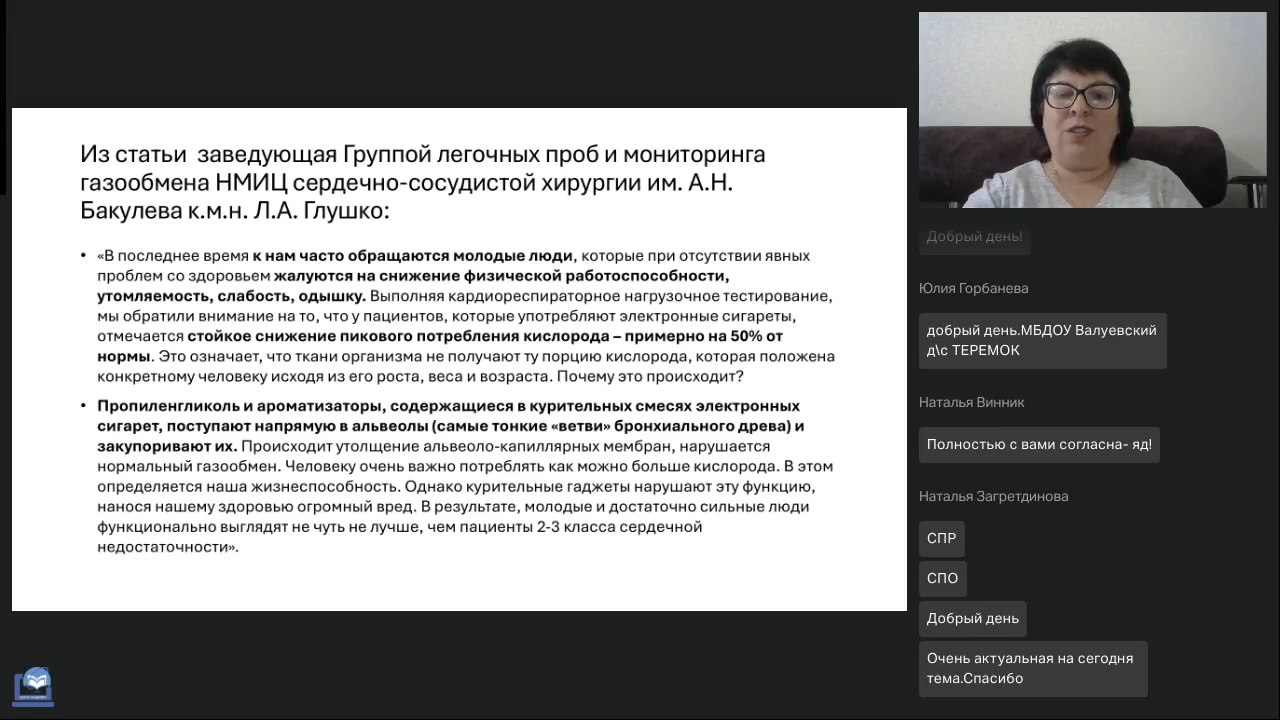 Из статьи заведующая Группой легочных проб и мониторинга
газообмена НМИЦ сердечно-сосудистой хирургии им. А.Н.
Бакулева к.м.н. Л.А. Глушко:
• «В последнее время к нам часто обращаются молодые люди, которые при отсутствии явных
проблем со здоровьем жалуются на снижение физической работоспособности,
утомляемость, слабость, одышку. Выполняя кардиореспираторное нагрузочное тестирование,
мы обратили внимание на то, что у пациентов, которые употребляют электронные сигареты,
отмечается стойкое снижение пикового потребления кислорода – примерно на 50% от
нормы. Это означает, что ткани организма не получают ту порцию кислорода, которая положена
конкретному человеку исходя из его роста, веса и возраста. Почему это происходит?
• Пропиленгликоль и ароматизаторы, содержащиеся в курительных смесях электронных
сигарет, поступают напрямую в альвеолы (самые тонкие «ветви» бронхиального древа) и
закупоривают их. Происходит утолщение альвеоло-капиллярных мембран, нарушается
нормальный газообмен. Человеку очень важно потреблять как можно больше кислорода. В этом
определяется наша жизнеспособность. Однако курительные гаджеты нарушают эту функцию,
нанося нашему здоровью огромный вред. В результате, молодые и достаточно сильные люди
функционально выглядят не чуть не лучше, чем пациенты 2-3 класса сердечной
недостаточности».
Добрый день!
Юлия Горбанева
добрый день.МБДОУ Валуевский
д\с ТЕРЕМОК
Наталья Винник
Полностью с вами согласна- яд!
Наталья Загретдинова
СПР
СПО
Добрый день
Очень актуальная на сегодня
тема.Спасибо